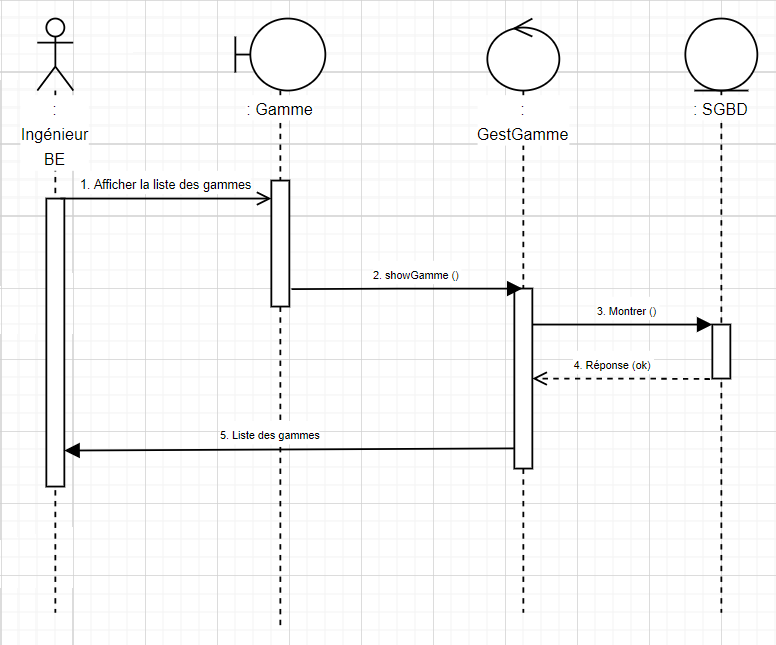 :
Ingénieur
BE
: Gamme
:
GestGamme
: SGBD
1. Afficher la liste des gammes
2. showGamme ()
3. Montrer ()
4. Réponse (ok)
5. Liste des gammes